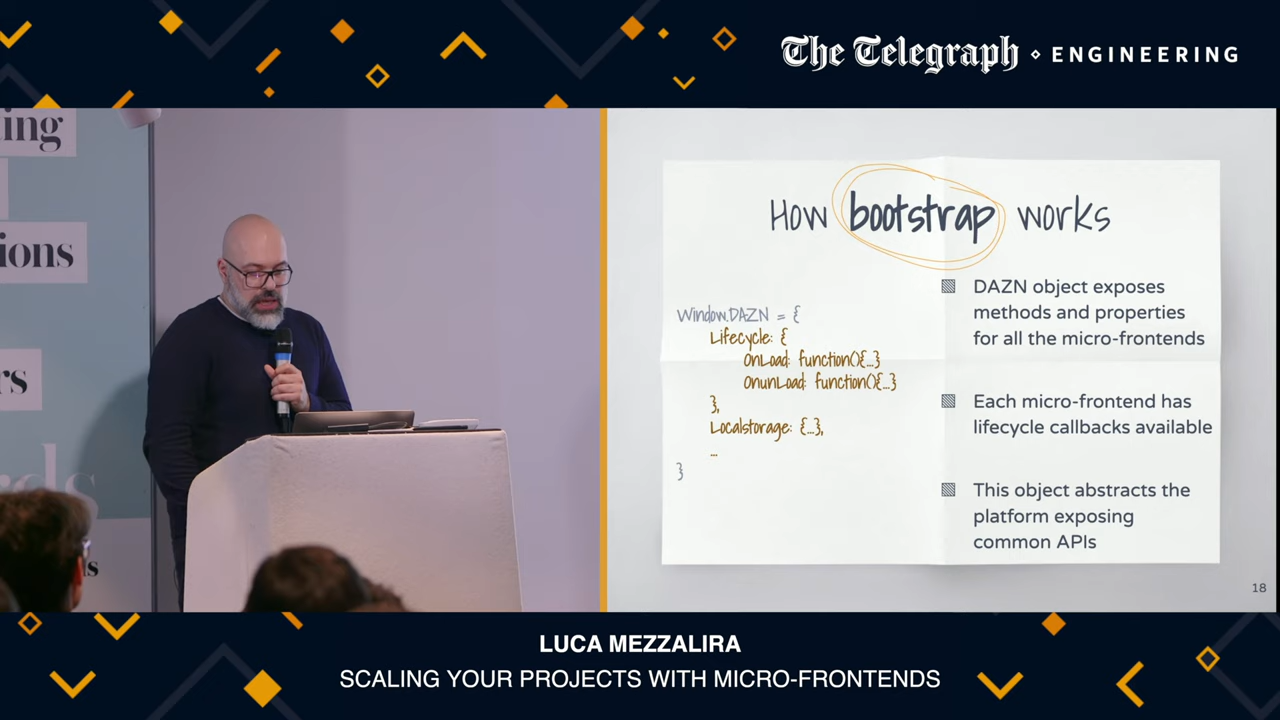 The Telegraph ENGINEERING
ing
ions
rs
rds
s
How bootstrap works
Window.DAZN = {
Lifecycle: {
OnLoad: function(){...}
OnunLoad: function(){...}
},
Localstorage: {...},
...
}
DAZN object exposes
methods and properties
for all the micro-frontends
Each micro-frontend has
lifecycle callbacks available
This object abstracts the
platform exposing
common APIs
18
LUCA MEZZALIRA
SCALING YOUR PROJECTS WITH MICRO-FRONTENDS